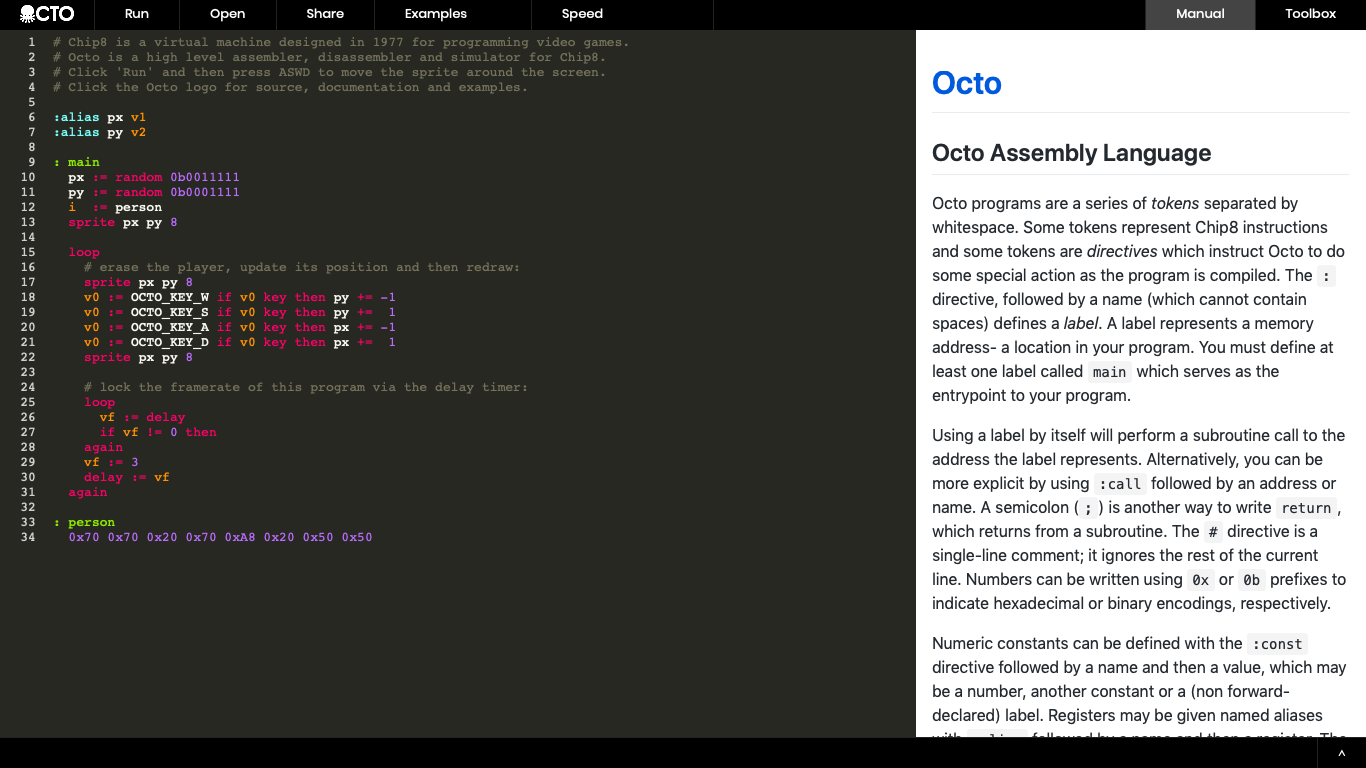 OCTO Run Open Share Examples Speed Manual Toolbox
1 # Chip8 is a virtual machine designed in 1977 for programming video games.
2 # Octo is a high level assembler, disassembler and simulator for Chip8.
3 # Click 'Run' and then press ASWD to move the sprite around the screen.
4 # Click the Octo logo for source, documentation and examples.
5
6 :alias px v1
7 :alias py v2
8
9 : main
10 px := random 0b0011111
11 py := random 0b0001111
12 i := person
13 sprite px py 8
14
15 loop
16 # erase the player, update its position and then redraw:
17 sprite px py 8
18 v0 := OCTO_KEY_W if v0 key then py += -1
19 v0 := OCTO_KEY_S if v0 key then py += 1
20 v0 := OCTO_KEY_A if v0 key then px += -1
21 v0 := OCTO_KEY_D if v0 key then px += 1
22 sprite px py 8
23
24 # lock the framerate of this program via the delay timer:
25 loop
26 vf := delay
27 if vf != 0 then
28 again
29 vf := 3
30 delay := vf
31 again
32
33 : person
34 0x70 0x70 0x20 0x70 0xA8 0x20 0x50 0x50
Octo
Octo Assembly Language
Octo programs are a series of tokens separated by
whitespace. Some tokens represent Chip8 instructions
and some tokens are directives which instruct Octo to do
some special action as the program is compiled. The :
directive, followed by a name (which cannot contain
spaces) defines a label. A label represents a memory
address- a location in your program. You must define at
least one label called main which serves as the
entrypoint to your program.
Using a label by itself will perform a subroutine call to the
address the label represents. Alternatively, you can be
more explicit by using :call followed by an address or
name. A semicolon ( ; ) is another way to write return ,
which returns from a subroutine. The # directive is a
single-line comment; it ignores the rest of the current
line. Numbers can be written using 0x or 0b prefixes to
indicate hexadecimal or binary encodings, respectively.
Numeric constants can be defined with the :const
directive followed by a name and then a value, which may
be a number, another constant or a (non forward-
declared) label. Registers may be given named aliases
^